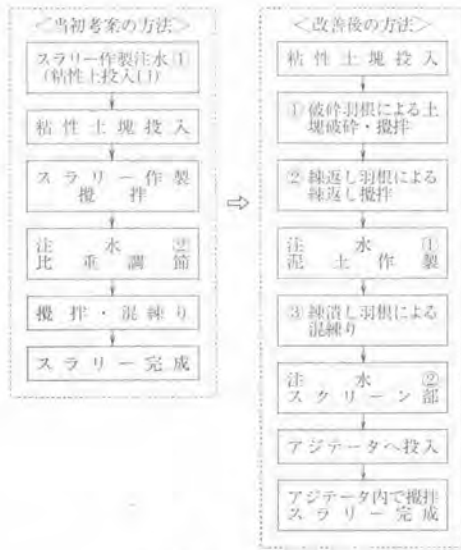 <当初考案の方法>
スラリー作製注水①
(粘性土投入口)
粘性土塊投入
スラリー作製
攪拌
注水②
比重調節
攪拌・混練り
スラリー完成
⇨
<改善後の方法>
粘性土塊投入
①破砕羽根による土
塊破砕・攪拌
②練返し羽根による
練返し攪拌
注水①
泥土作製
③練潰し羽根による
混練り
注水②
スクリーン部
アジテータへ投入
アジテータ内で攪拌
スラリー完成